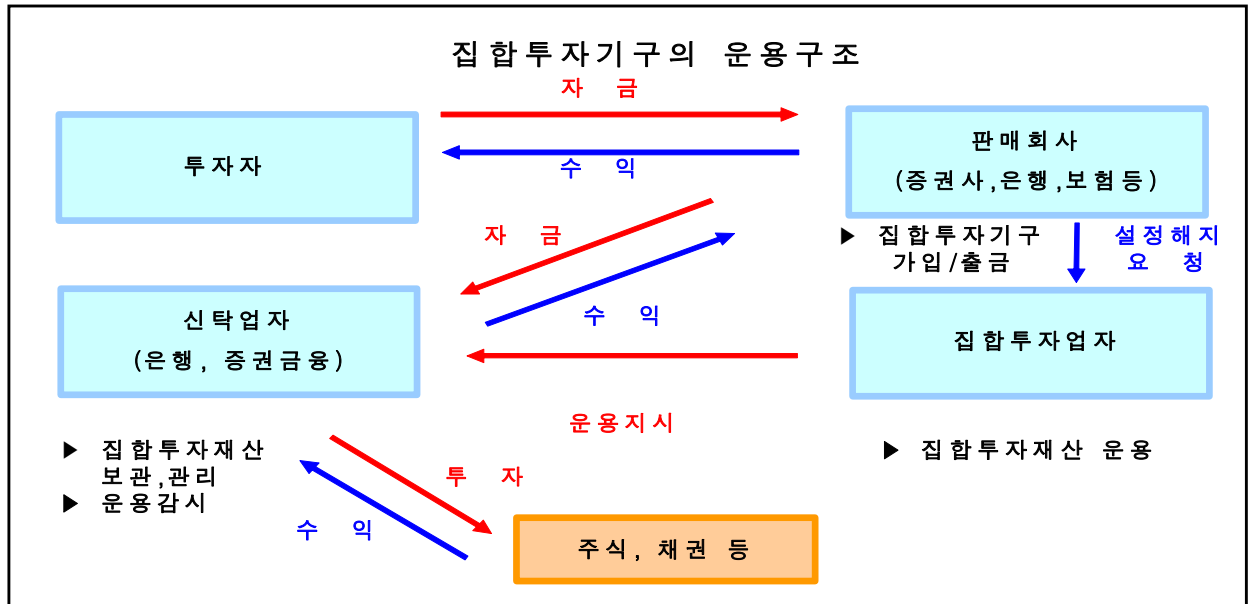 집합투자기구의 운용구조
자 금
투자자
수 익
판매회사
(증권사,은행,보험등)
자 금
▶ 집합투자기구
가입/출금
설정해지
요 청
신탁업자
(은행, 증권금융)
수 익
집합투자업자
운용지시
▶ 집합투자재산
보관,관리
▶ 운용감시
▶ 집합투자재산 운용
투 자
수 익
주식, 채권 등